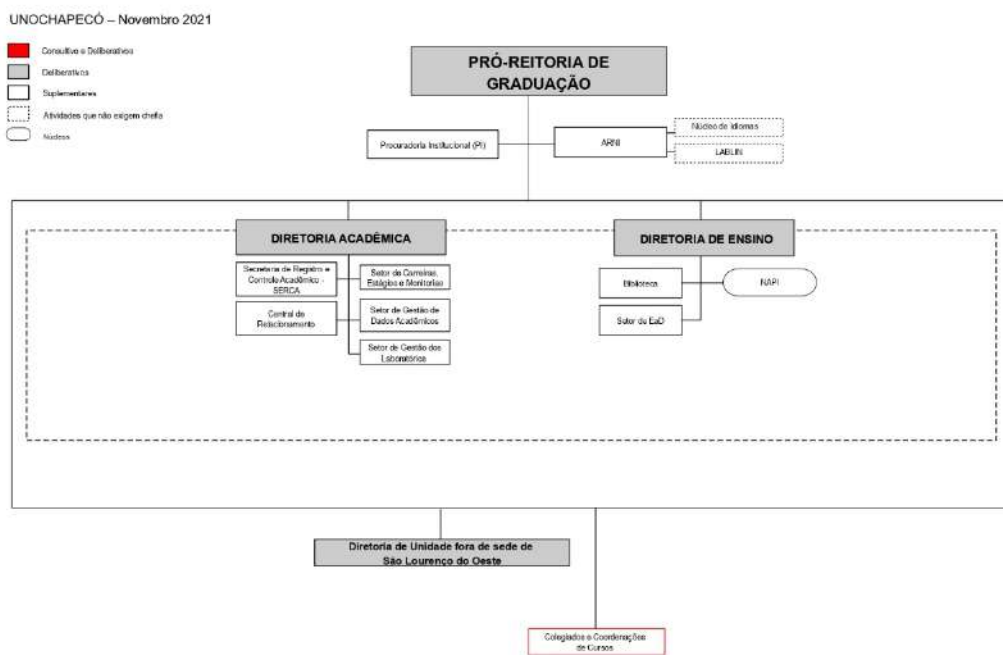 UNOCHAPECÓ – Novembro 2021
Consultivo e Deliberativos
Deliberativos
Suplementares
Atividades que não exigem chefia
Núcleos
PRÓ-REITORIA DE
GRADUAÇÃO
Procuradoria Institucional (PI)
ARNI
Núcleo de Idiomas
LABLIN
DIRETORIA ACADÊMICA
Secretaria de Registro e
Controle Acadêmico -
SERCA
Setor de Carreiras,
Estágios e Monitorias
Central de
Relacionamento
Setor de Gestão de
Dados Acadêmicos
Setor de Gestão dos
Laboratórios
DIRETORIA DE ENSINO
Biblioteca
NAPI
Setor de EaD
Diretoria de Unidade fora de sede de
São Lourenço do Oeste
Colegiados e Coordenações
de Cursos